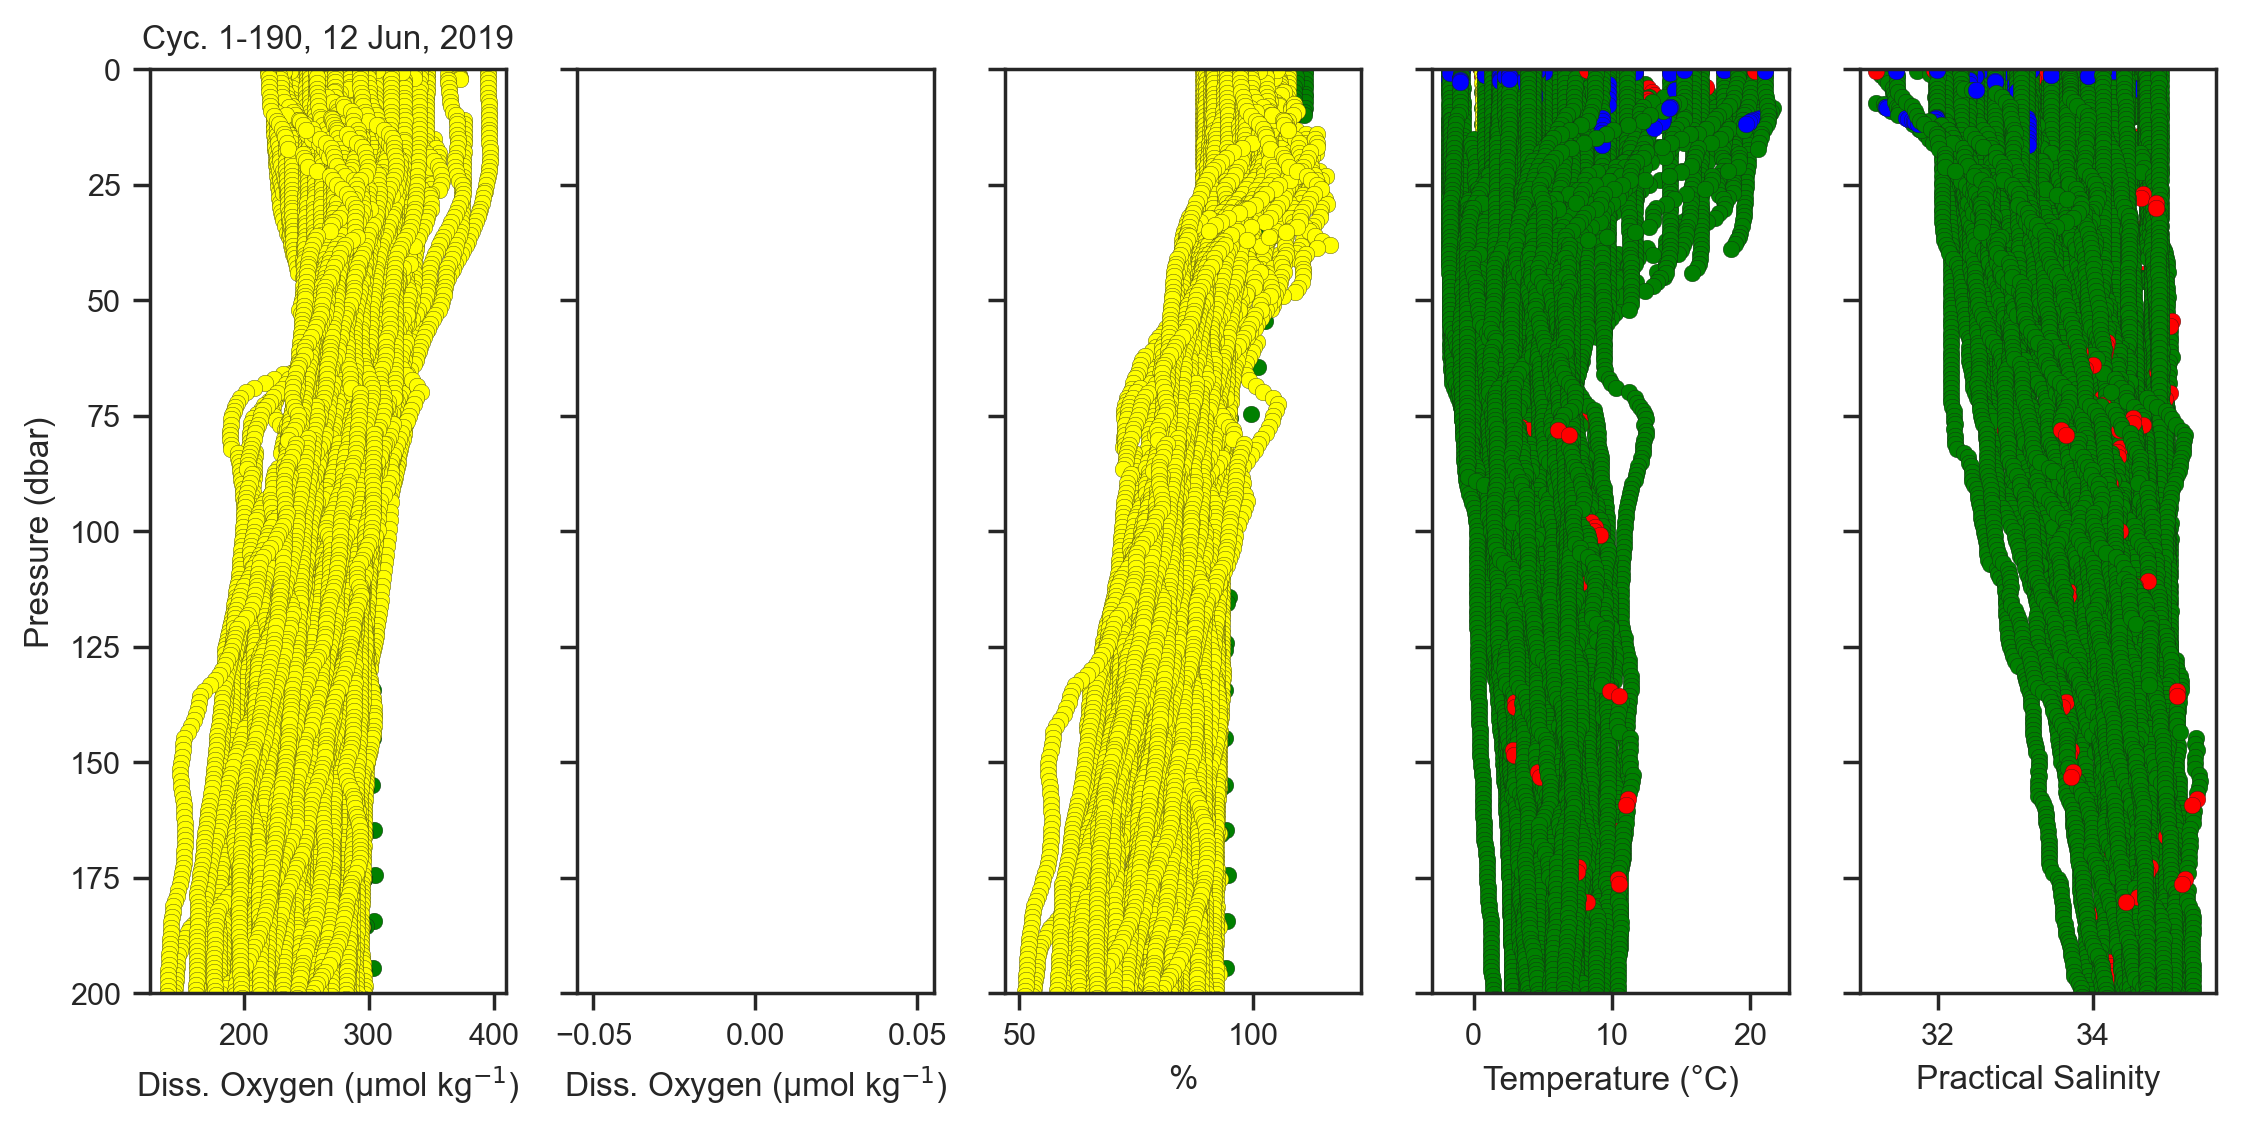 Cyc. 1-190, 12 Jun, 2019
Pressure (dbar)
0
25
50
75
100
125
150
175
200
200 300 400
Diss. Oxygen (µmol kg⁻¹)
−0.05 0.00 0.05
Diss. Oxygen (µmol kg⁻¹)
50 100
%
0 10 20
Temperature (°C)
32 34
Practical Salinity